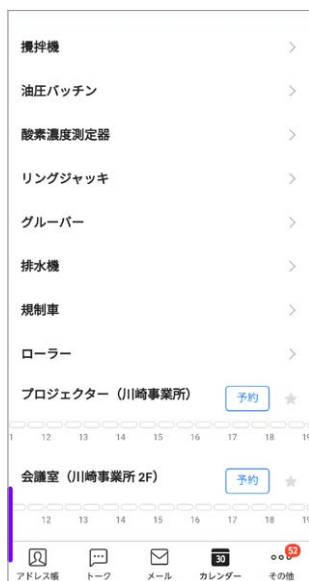 攪拌機
油圧バッチン
酸素濃度測定器
リングジャッキ
グルーバー
排水機
規制車
ローラー
プロジェクター（川崎事業所） 予約
1 12 13 14 15 16 17 18 19
会議室（川崎事業所 2F） 予約
12 13 14 15 16 17 18 19
30 52
アドレス帳 トーク メール カレンダー その他